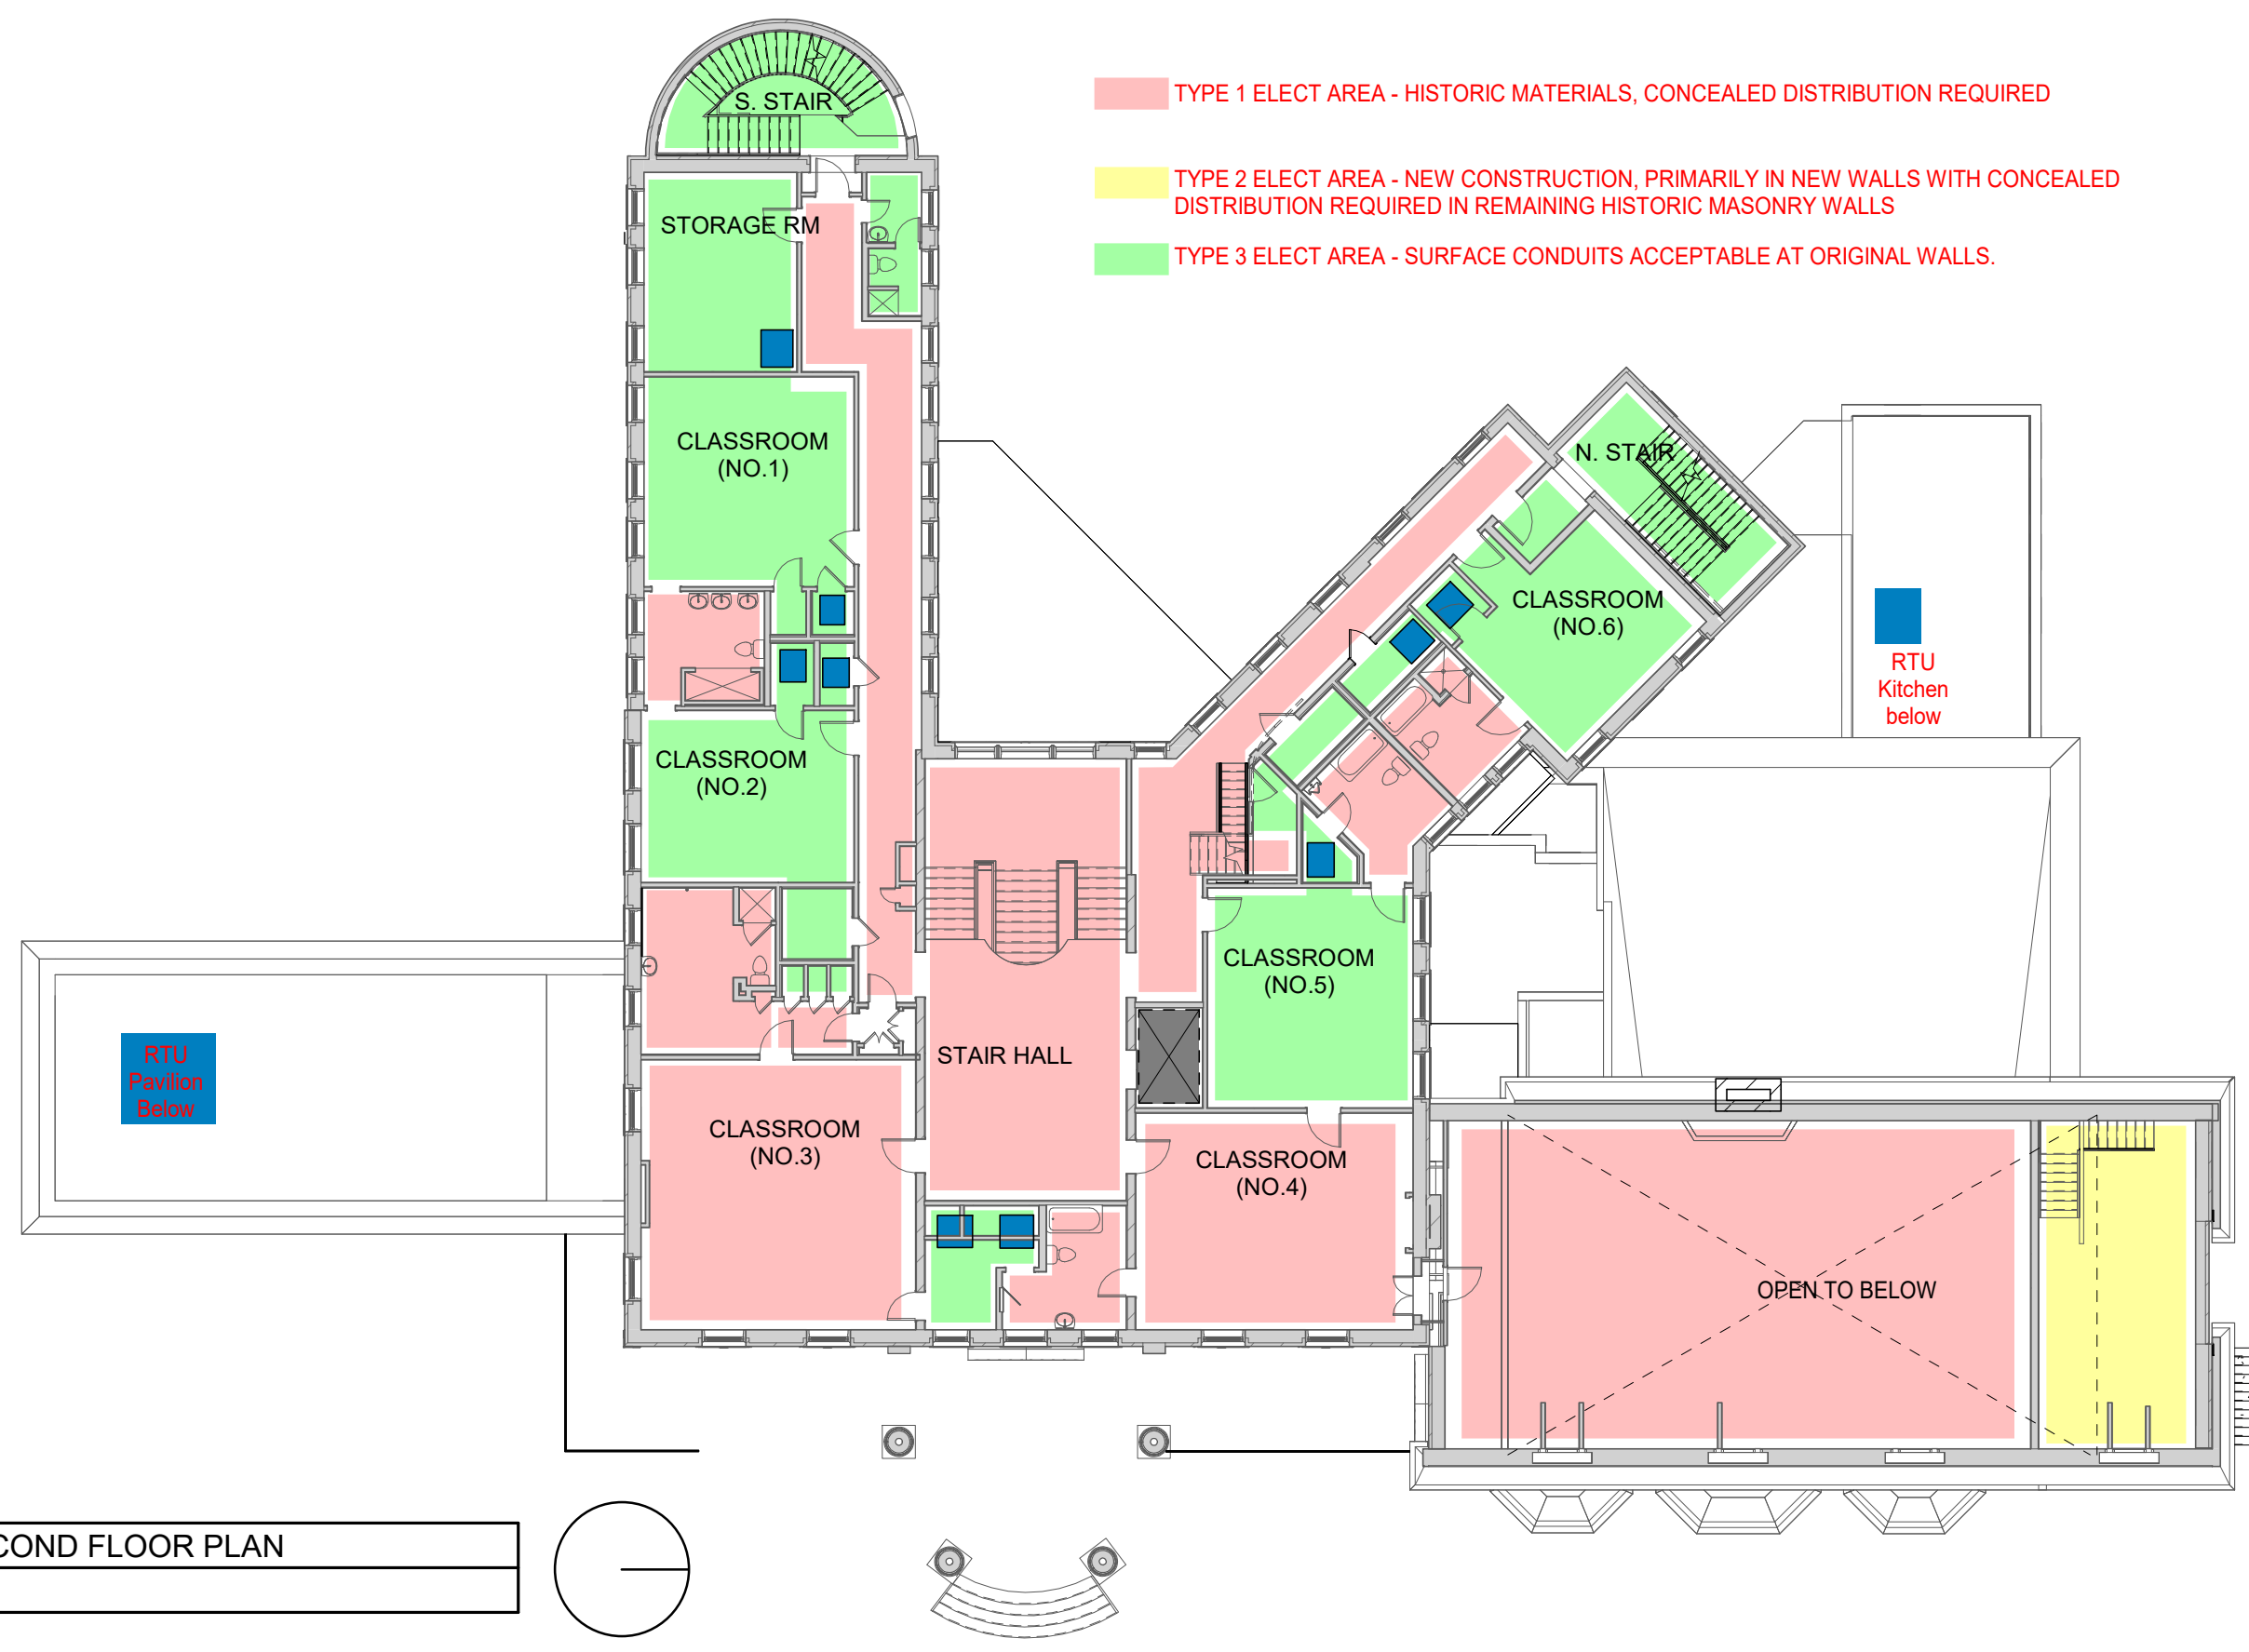 S. STAIR
TYPE 1 ELECT AREA - HISTORIC MATERIALS, CONCEALED DISTRIBUTION REQUIRED
TYPE 2 ELECT AREA - NEW CONSTRUCTION, PRIMARILY IN NEW WALLS WITH CONCEALED
DISTRIBUTION REQUIRED IN REMAINING HISTORIC MASONRY WALLS
TYPE 3 ELECT AREA - SURFACE CONDUITS ACCEPTABLE AT ORIGINAL WALLS.
STORAGE RM
CLASSROOM
(NO.1)
N. STAIR
CLASSROOM
(NO.6)
RTU
Kitchen
below
CLASSROOM
(NO.2)
CLASSROOM
(NO.5)
STAIR HALL
RTU
Pavilion
Below
CLASSROOM
(NO.3)
CLASSROOM
(NO.4)
OPEN TO BELOW
COND FLOOR PLAN